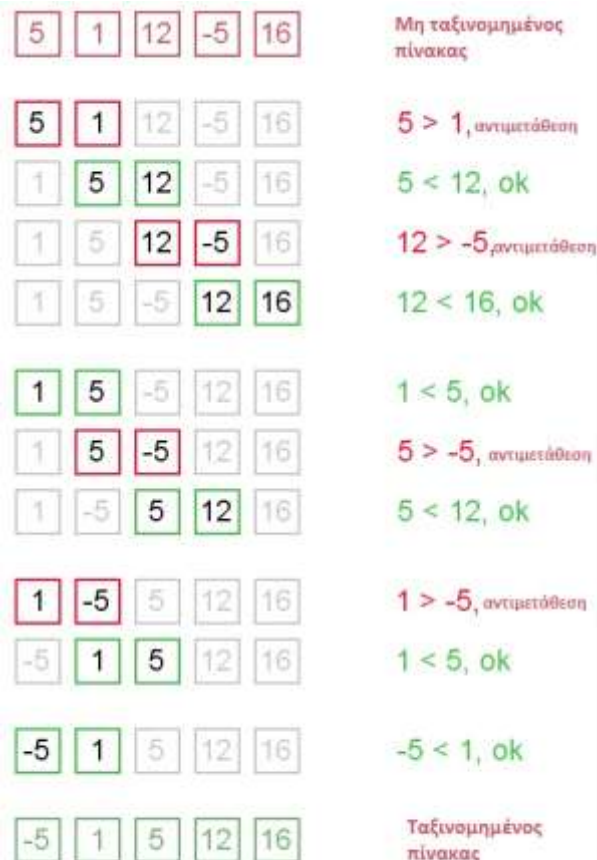 5 1 12 -5 16 Μη ταξινομημένος
πίνακας
5 1 12 -5 16 5 > 1, αντιμετάθεση
1 5 12 -5 16 5 < 12, ok
1 5 12 -5 16 12 > -5, αντιμετάθεση
1 5 -5 12 16 12 < 16, ok
1 5 -5 12 16 1 < 5, ok
1 5 -5 12 16 5 > -5, αντιμετάθεση
1 -5 5 12 16 5 < 12, ok
1 -5 5 12 16 1 > -5, αντιμετάθεση
-5 1 5 12 16 1 < 5, ok
-5 1 5 12 16 -5 < 1, ok
-5 1 5 12 16 Ταξινομημένος
πίνακας